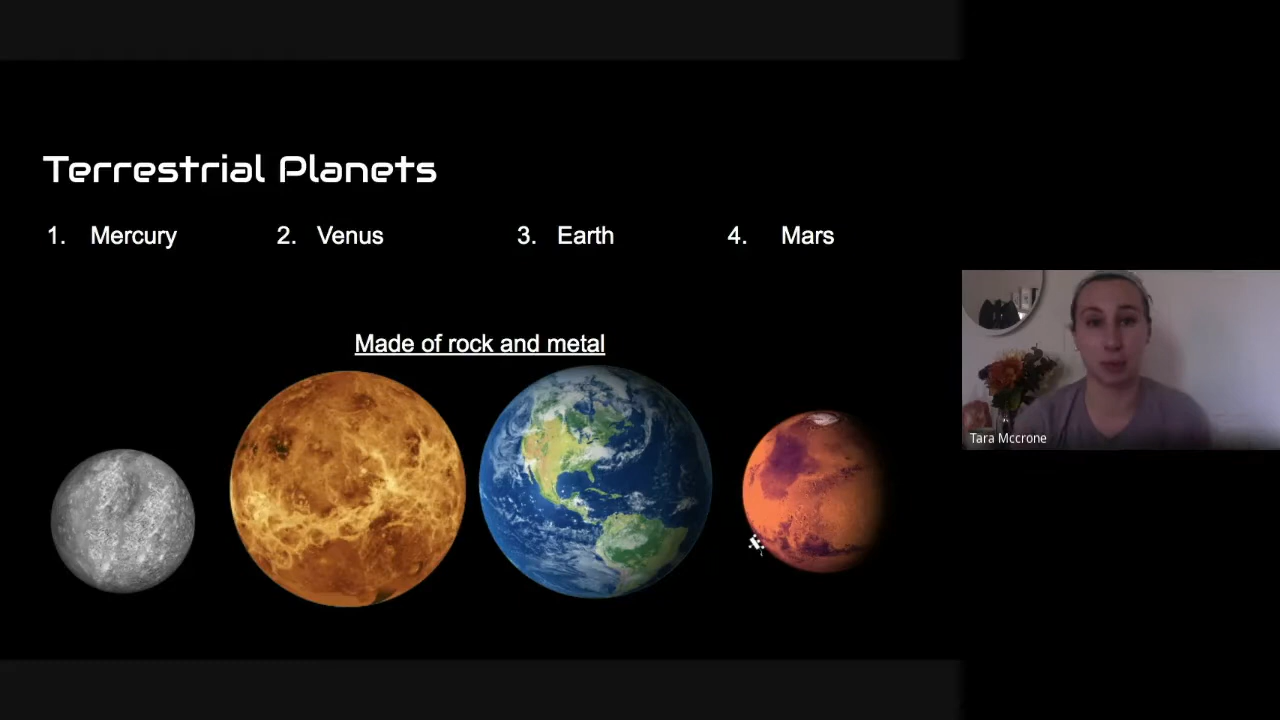 Terrestrial Planets
1. Mercury 2. Venus 3. Earth 4. Mars
Made of rock and metal
Tara Mccrone